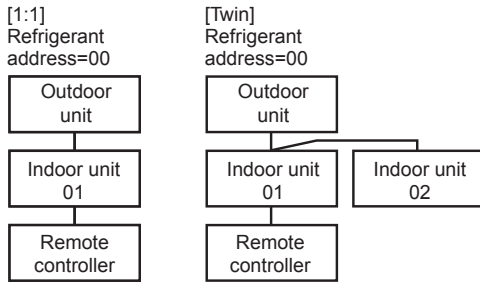 [1:1]
Refrigerant
address=00
Outdoor
unit
Indoor unit
01
Remote
controller
[Twin]
Refrigerant
address=00
Outdoor
unit
Indoor unit
01
Indoor unit
02
Remote
controller